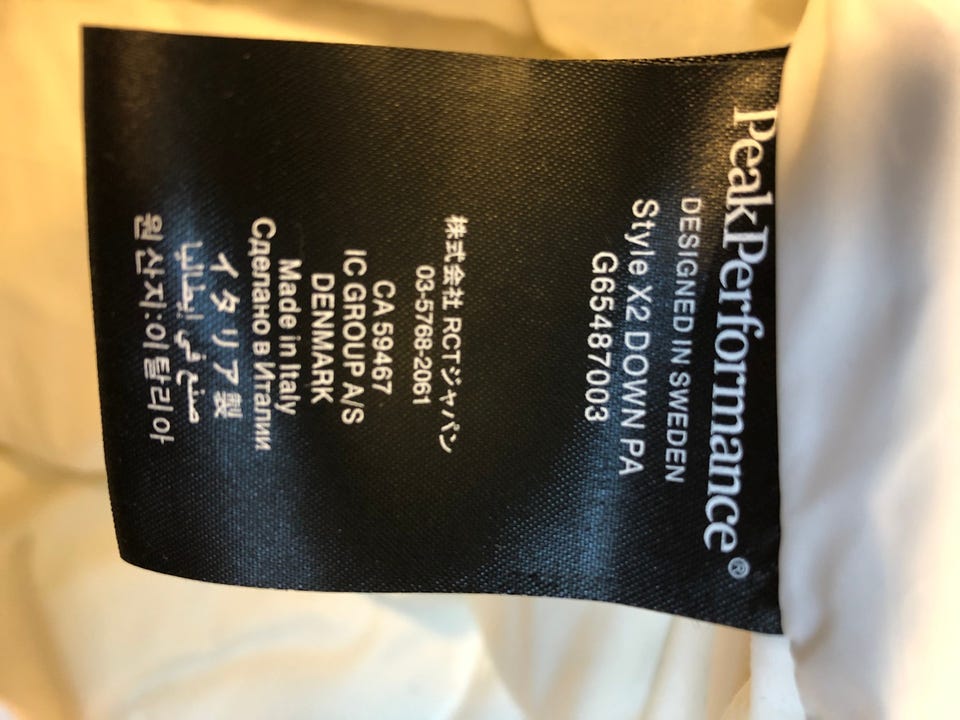 PeakPerformance®
DESIGNED IN SWEDEN
Style X2 DOWN PA
G65487003
株式会社 RCTジャパン
03-5768-2061
CA 59467
IC GROUP A/S
DENMARK
Made in Italy
Сделано в Италии
イタリア製
صنع في إيطاليا
원산지:이탈리아